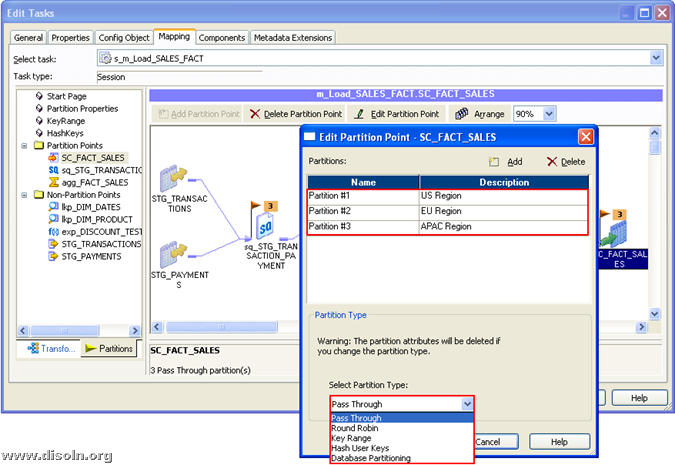 Edit Tasks
General Properties Config Object Mapping Components Metadata Extensions
Select task: s_m_Load_SALES_FACT
Task type: Session
Start Page
Partition Properties
KeyRange
HashKeys
Partition Points
SC_FACT_SALES
sq_STG_TRANSACTIO
agg_FACT_SALES
Non-Partition Points
lkp_DIM_DATES
lkp_DIM_PRODUCT
exp_DISCOUNT_TEST
STG_TRANSACTIONS
STG_PAYMENTS
Transfo... Partitions
m_Load_SALES_FACT.SC_FACT_SALES
Add Partition Point Delete Partition Point Edit Partition Point Arrange 90%
STG_TRANSAC
TIONS
STG_PAYMENT
S
3
sq_STG_TRAN
SACTION_PA
YMENT
3
C_FACT_SAL
ES
SC_FACT_SALES
3 Pass Through partition(s)
Help
Edit Partition Point - SC_FACT_SALES
Partitions: Add Delete
Name Description
Partition #1 US Region
Partition #2 EU Region
Partition #3 APAC Region
Partition Type
Warning: The partition attributes will be deleted if
you change the partition type.
Select Partition Type:
Pass Through
Pass Through
Round Robin
Key Range
Hash User Keys
Database Partitioning
Cancel Help
www.disoln.org